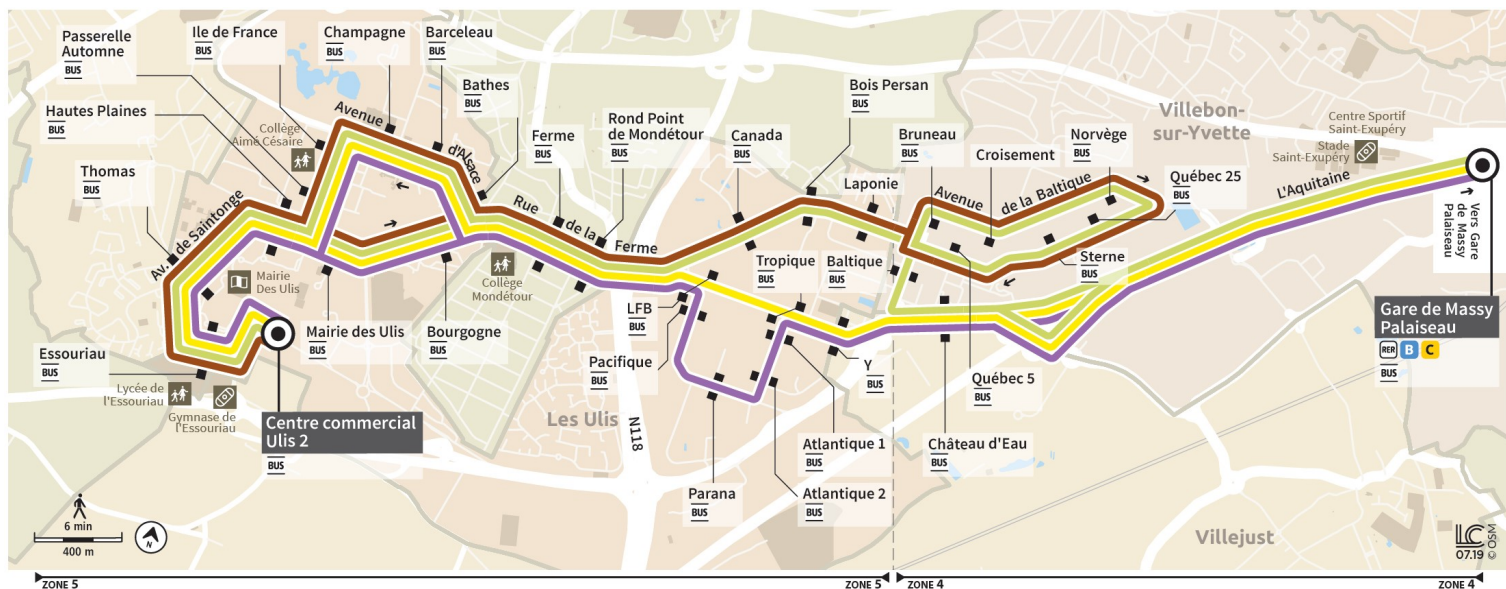 Passerelle
Automne
BUS
Ile de France
BUS
Champagne
BUS
Barceleau
BUS
Bathes
BUS
Hautes Plaines
BUS
Thomas
BUS
Ferme
BUS
Rond Point
de Mondétour
BUS
Canada
BUS
Bois Persan
BUS
Bruneau
BUS
Laponie
Croisement
Norvège
BUS
Québec 25
BUS
Villebon-
sur-Yvette
Centre Sportif
Saint-Exupéry
Stade
Saint-Exupéry
L'Aquitaine
Vers Gare
de Massy
Palaiseau
Avenue
d'Alsace
Collège
Aimé Césaire
Av. de Saintonge
Rue
de la
Ferme
Avenue
de la Baltique
Mairie
Des Ulis
Collège
Mondétour
Tropique
BUS
Baltique
BUS
Sterne
BUS
LFB
BUS
Gare de Massy
Palaiseau
RER B C
BUS
Mairie des Ulis
BUS
Bourgogne
BUS
Essouriau
BUS
Pacifique
BUS
Y
BUS
Québec 5
BUS
Lycée de
l'Essouriau
Gymnase de
l'Essouriau
Centre commercial
Ulis 2
BUS
Les Ulis
N118
Atlantique 1
BUS
Château d'Eau
BUS
Parana
BUS
Atlantique 2
BUS
Villejust
6 min
400 m
N
LC
07.19
© OSM
ZONE 5
ZONE 5
ZONE 4
ZONE 4